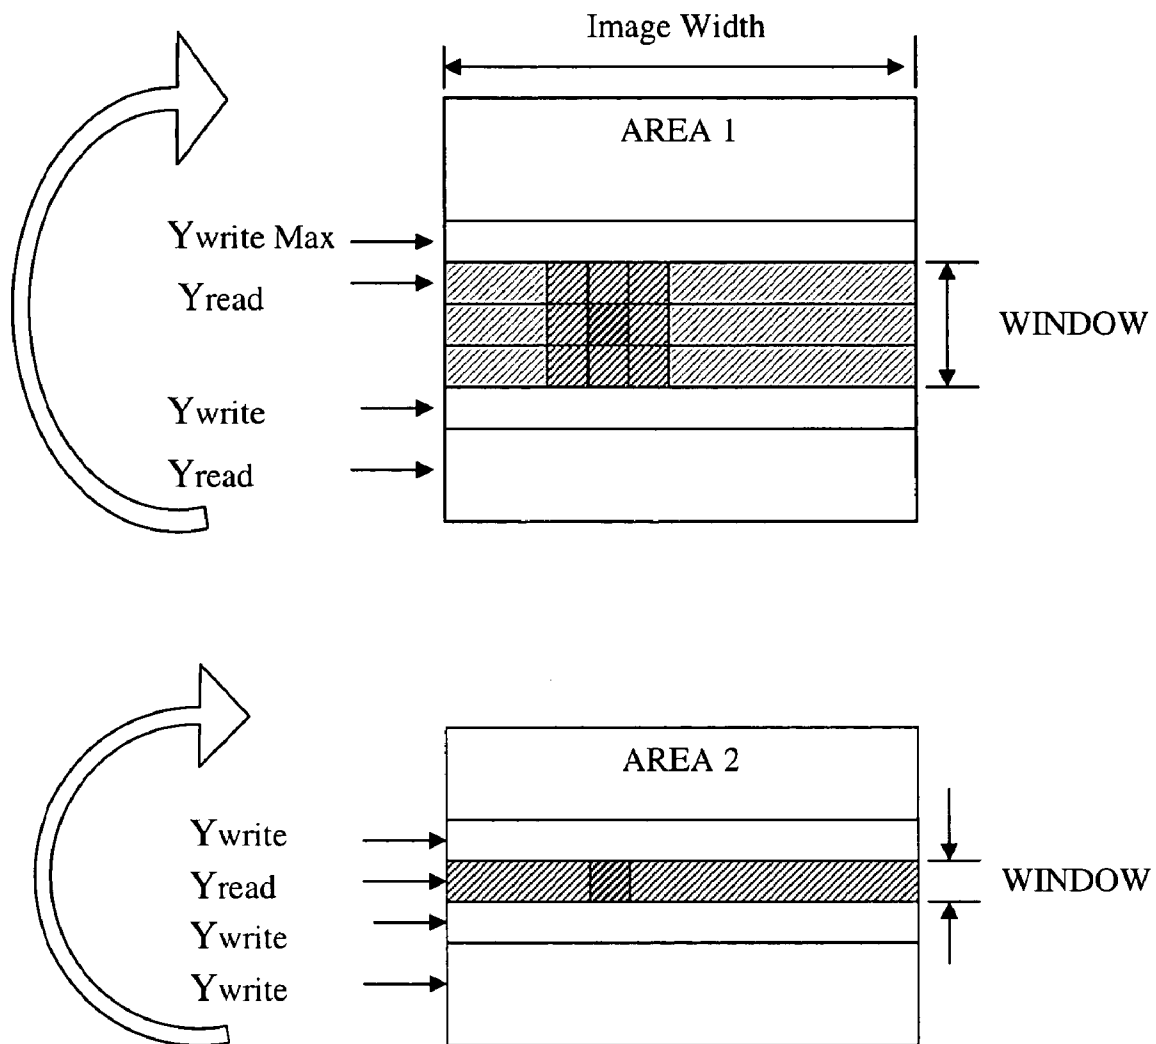 Image Width
AREA 1
Ywrite Max
Yread
WINDOW
Ywrite
Yread
AREA 2
Ywrite
Yread
WINDOW
Ywrite
Ywrite